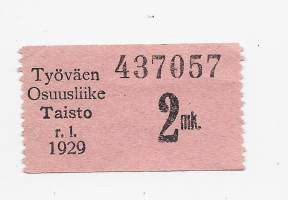 Työväen
Osuusliike
Taisto
r. l.
1929
437057
2 mk.